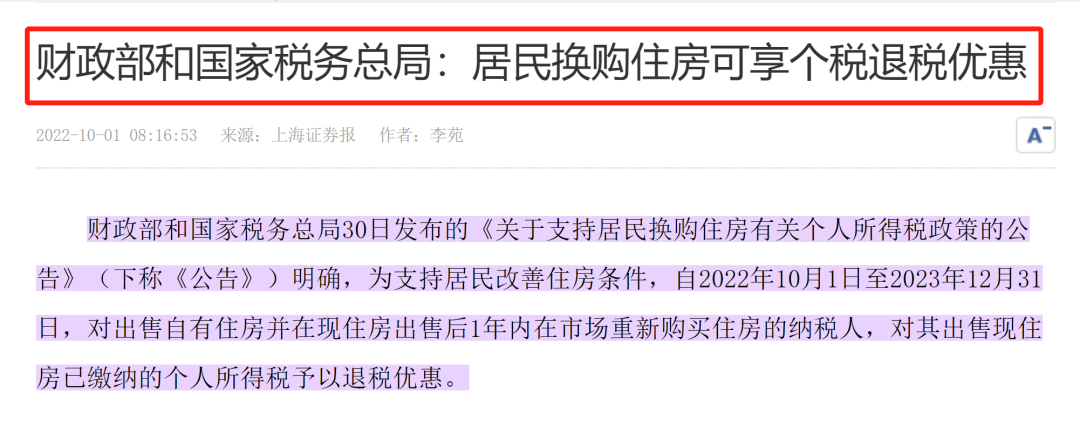 财政部和国家税务总局：居民换购住房可享个税退税优惠
2022-10-01 08:16:53 来源：上海证券报 作者：李苑
A-
财政部和国家税务总局30日发布的《关于支持居民换购住房有关个人所得税政策的公
告》（下称《公告》）明确，为支持居民改善住房条件，自2022年10月1日至2023年12月31
日，对出售自有住房并在现住房出售后1年内在市场重新购买住房的纳税人，对其出售现住
房已缴纳的个人所得税予以退税优惠。